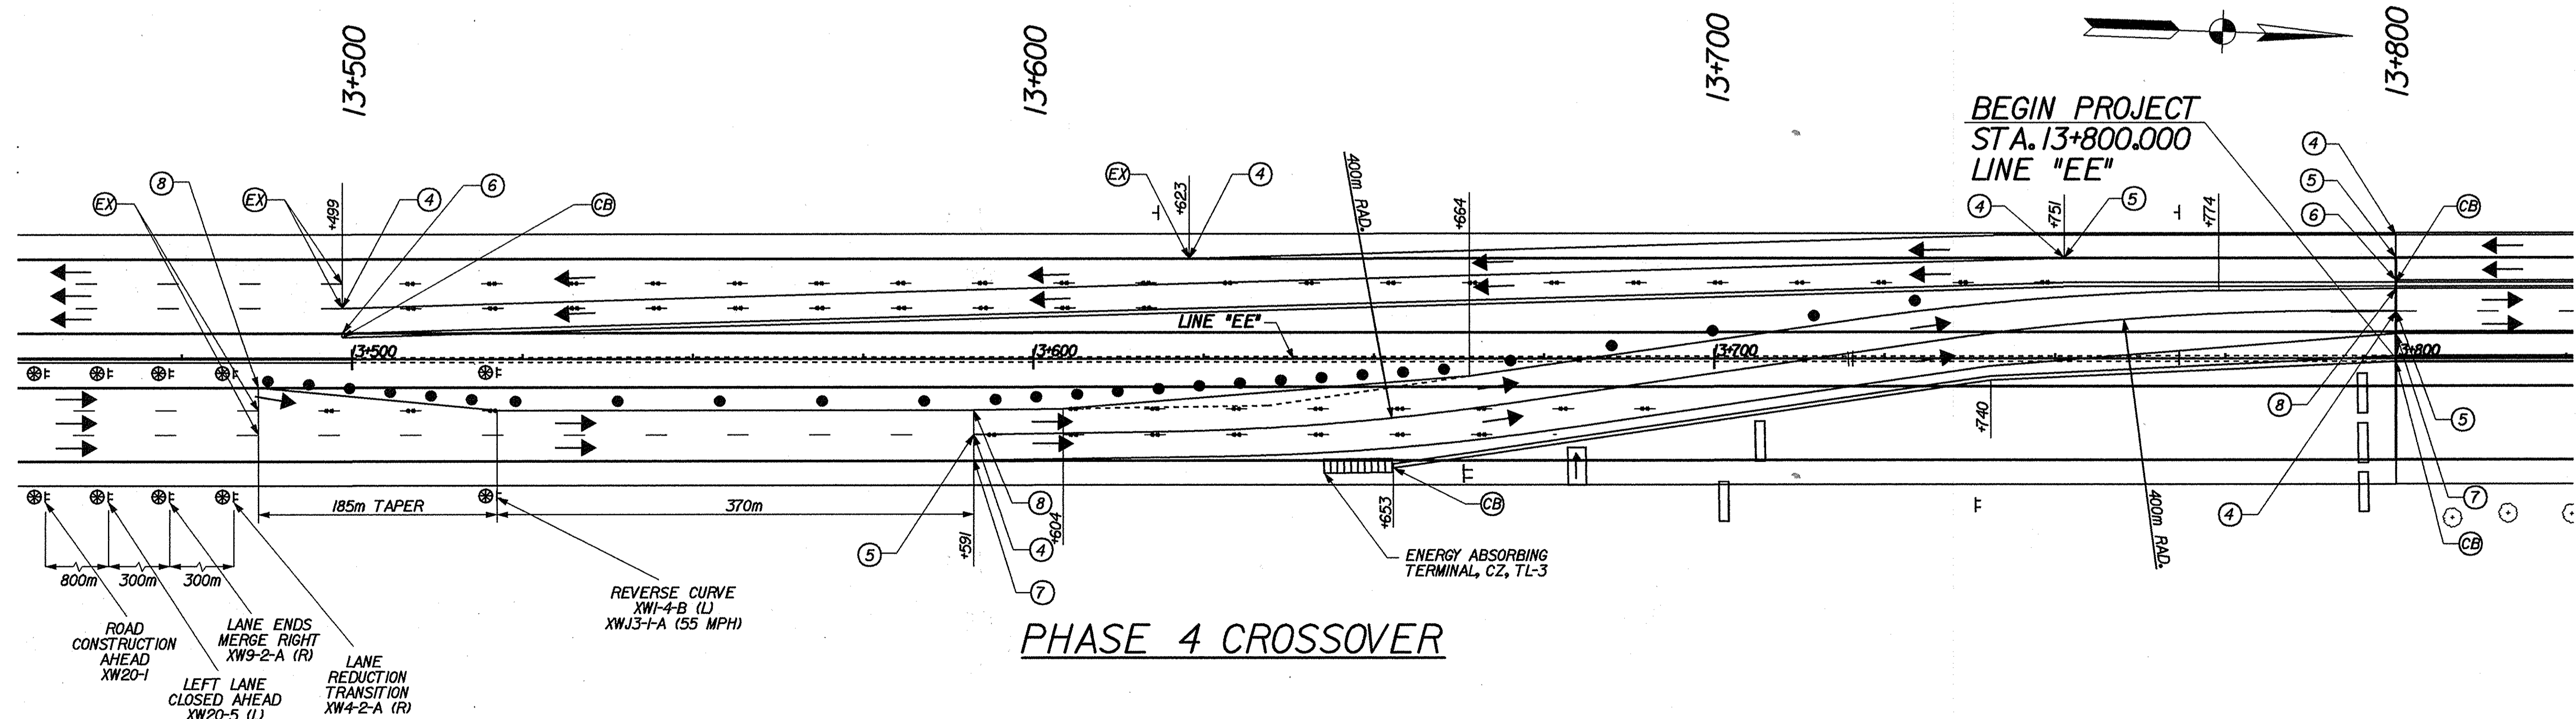 13+500
13+600
13+700
13+800
BEGIN PROJECT
STA. 13+800.000
LINE "EE"
8
EX
EX
+499
4
6
CB
EX
+623
4
400m RAD.
+664
4
+751
5
+774
4
5
6
CB
LINE "EE"
13+500
13+600
13+700
13+800
185m TAPER
370m
5
+591
8
4
+604
7
+653
CB
+740
400m RAD.
8
5
4
7
CB
800m
300m
300m
ENERGY ABSORBING
TERMINAL, CZ, TL-3
REVERSE CURVE
XW1-4-B (L)
XWJ3-1-A (55 MPH)
ROAD
CONSTRUCTION
AHEAD
XW20-1
LANE ENDS
MERGE RIGHT
XW9-2-A (R)
LEFT LANE
CLOSED AHEAD
XW20-5 (L)
LANE
REDUCTION
TRANSITION
XW4-2-A (R)
PHASE 4 CROSSOVER